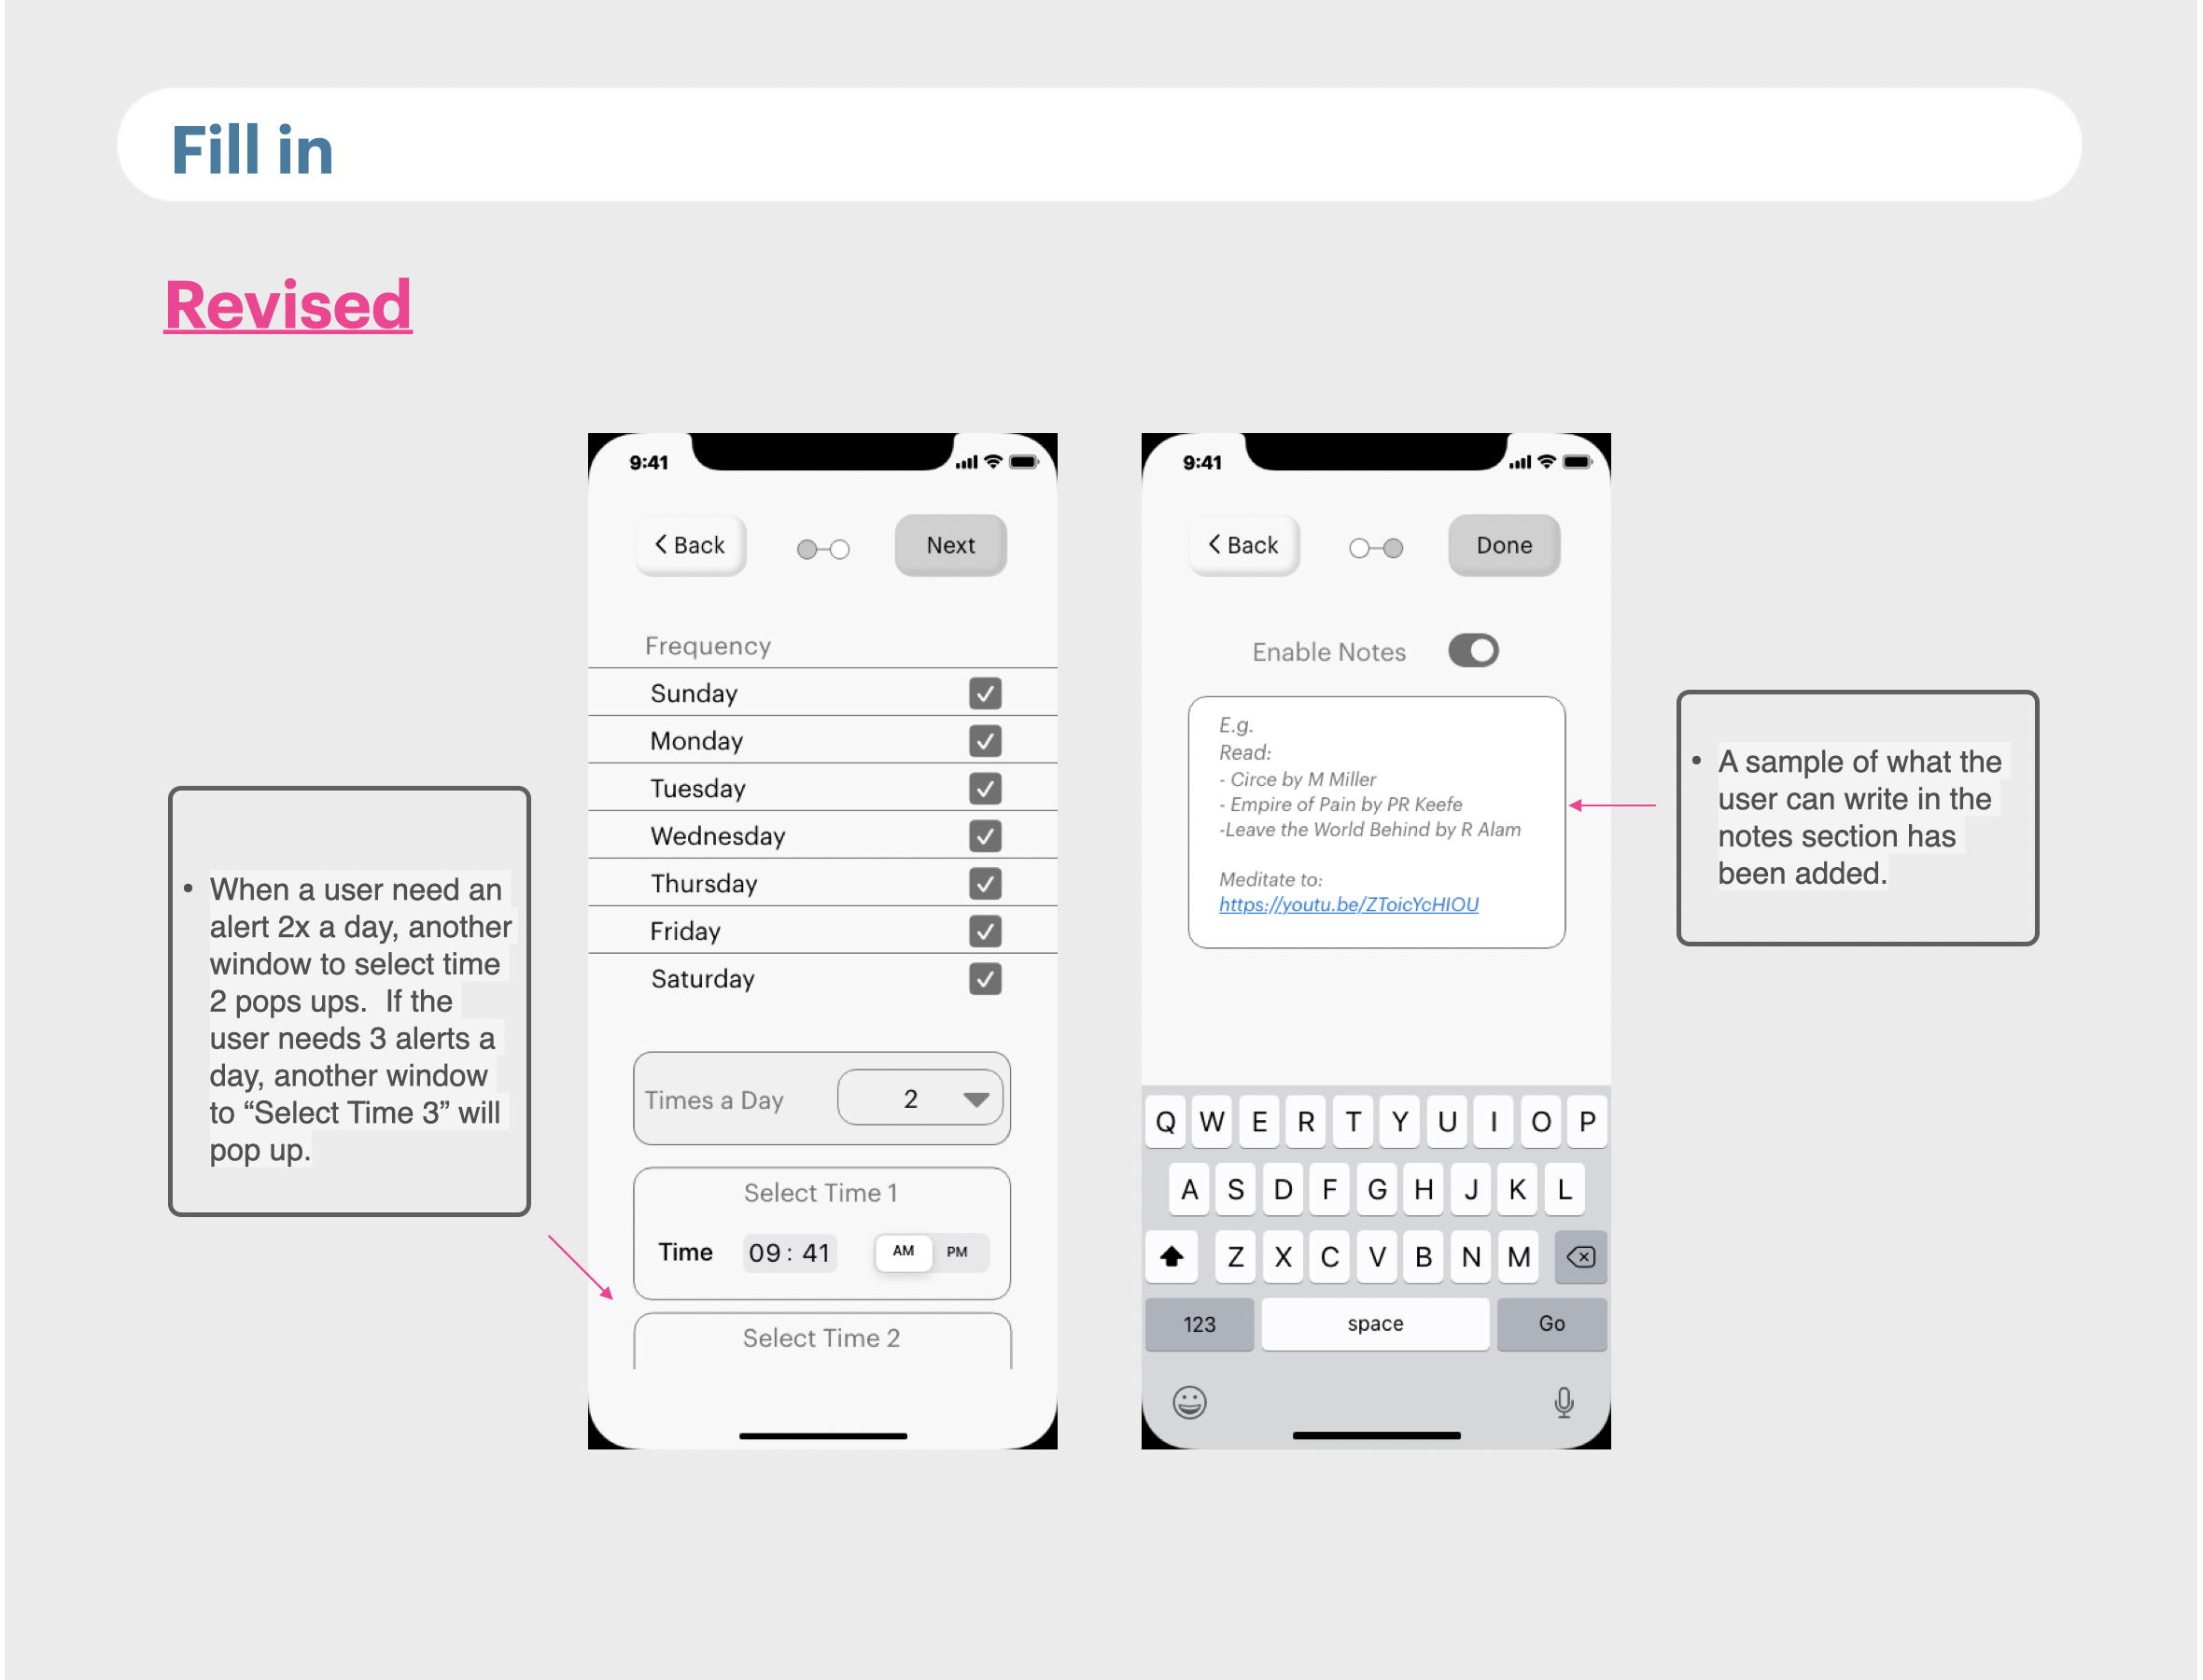 Fill in
Revised
• When a user need an
alert 2x a day, another
window to select time
2 pops ups.  If the
user needs 3 alerts a
day, another window
to “Select Time 3” will
pop up.
9:41
Back
Next
Frequency
Sunday
Monday
Tuesday
Wednesday
Thursday
Friday
Saturday
Times a Day 2
Select Time 1
Time 09 : 41 AM PM
Select Time 2
9:41
Back
Done
Enable Notes
E.g.
Read:
- Circe by M Miller
- Empire of Pain by PR Keefe
-Leave the World Behind by R Alam
Meditate to:
https://youtu.be/ZToicYcHIOU
Q W E R T Y U I O P
A S D F G H J K L
Z X C V B N M
123 space Go
• A sample of what the
user can write in the
notes section has
been added.